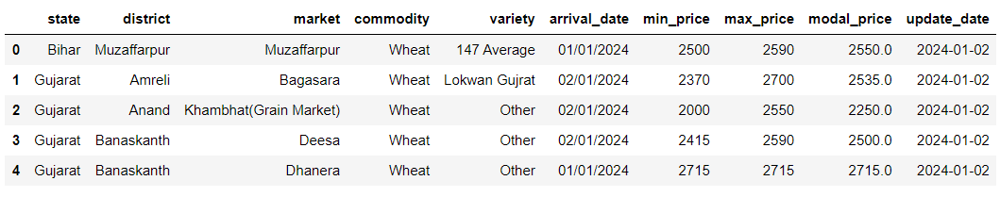 state district market commodity variety arrival_date min_price max_price modal_price update_date
0 Bihar Muzaffarpur Muzaffarpur Wheat 147 Average 01/01/2024 2500 2590 2550.0 2024-01-02
1 Gujarat Amreli Bagasara Wheat Lokwan Gujrat 02/01/2024 2370 2700 2535.0 2024-01-02
2 Gujarat Anand Khambhat(Grain Market) Wheat Other 02/01/2024 2000 2550 2250.0 2024-01-02
3 Gujarat Banaskanth Deesa Wheat Other 02/01/2024 2415 2590 2500.0 2024-01-02
4 Gujarat Banaskanth Dhanera Wheat Other 01/01/2024 2715 2715 2715.0 2024-01-02